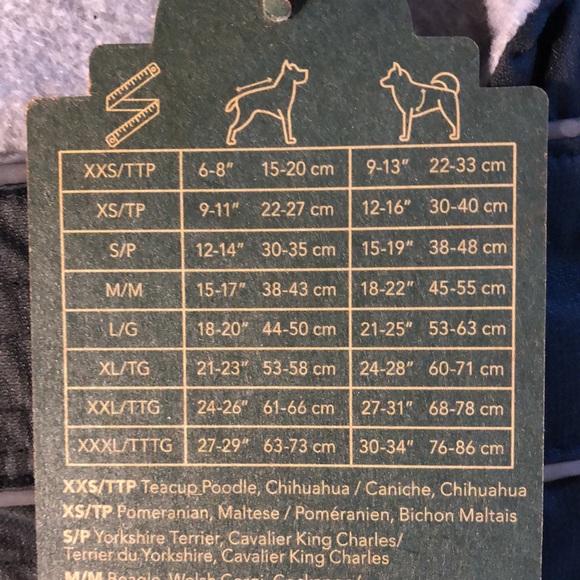 XXS/TTP 6-8" 15-20 cm 9-13" 22-33 cm
XS/TP 9-11" 22-27 cm 12-16" 30-40 cm
S/P 12-14" 30-35 cm 15-19" 38-48 cm
M/M 15-17" 38-43 cm 18-22" 45-55 cm
L/G 18-20" 44-50 cm 21-25" 53-63 cm
XL/TG 21-23" 53-58 cm 24-28" 60-71 cm
XXL/TTG 24-26" 61-66 cm 27-31" 68-78 cm
XXXL/TTTG 27-29" 63-73 cm 30-34" 76-86 cm
XXS/TTP Teacup Poodle, Chihuahua / Caniche, Chihuahua
XS/TP Pomeranian, Maltese / Poméranien, Bichon Maltais
S/P Yorkshire Terrier, Cavalier King Charles/
Terrier du Yorkshire, Cavalier King Charles
M/M Beagle, Welsh Corgi,